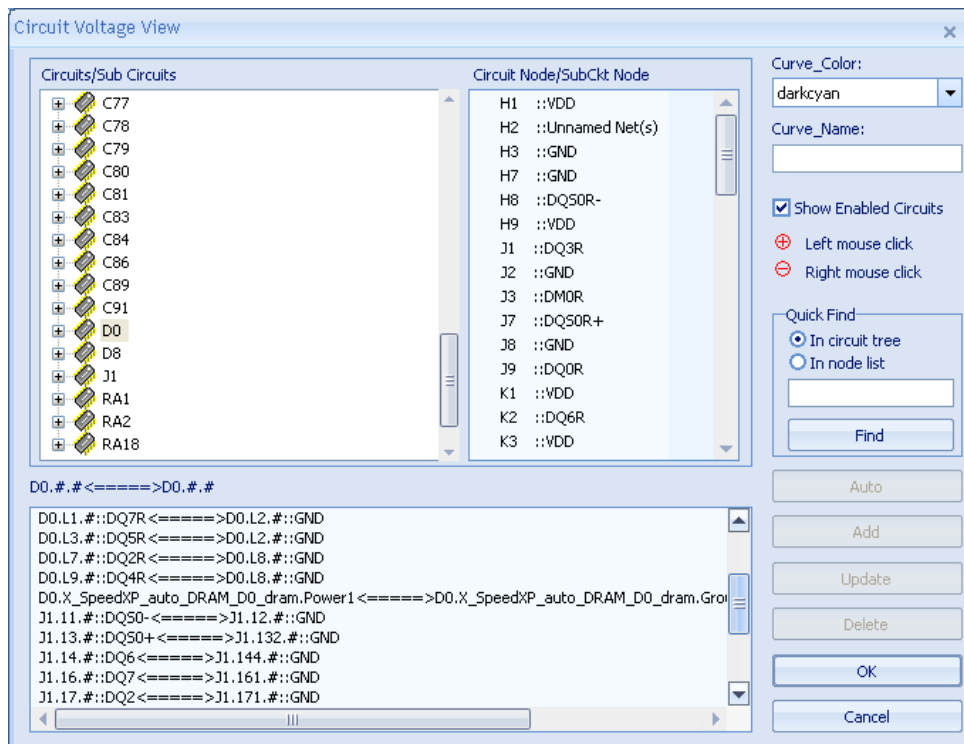 Circuit Voltage View
Circuits/Sub Circuits
C77
C78
C79
C80
C81
C83
C84
C86
C89
C91
D0
D8
J1
RA1
RA2
RA18
Circuit Node/SubCkt Node
H1 ::VDD
H2 ::Unnamed Net(s)
H3 ::GND
H7 ::GND
H8 ::DQS0R-
H9 ::VDD
J1 ::DQ3R
J2 ::GND
J3 ::DM0R
J7 ::DQS0R+
J8 ::GND
J9 ::DQ0R
K1 ::VDD
K2 ::DQ6R
K3 ::VDD
Curve_Color:
darkcyan
Curve_Name:
Show Enabled Circuits
Left mouse click
Right mouse click
Quick Find
In circuit tree
In node list
Find
Auto
Add
Update
Delete
OK
Cancel
D0.#.#<=====>D0.#.#
D0.L1.#::DQ7R<=====>D0.L2.#::GND
D0.L3.#::DQ5R<=====>D0.L2.#::GND
D0.L7.#::DQ2R<=====>D0.L8.#::GND
D0.L9.#::DQ4R<=====>D0.L8.#::GND
D0.X_SpeedXP_auto_DRAM_D0_dram.Power1<=====>D0.X_SpeedXP_auto_DRAM_D0_dram.Grou
J1.11.#::DQS0-<=====>J1.12.#::GND
J1.13.#::DQS0+<=====>J1.132.#::GND
J1.14.#::DQ6<=====>J1.144.#::GND
J1.16.#::DQ7<=====>J1.161.#::GND
J1.17.#::DQ2<=====>J1.171.#::GND